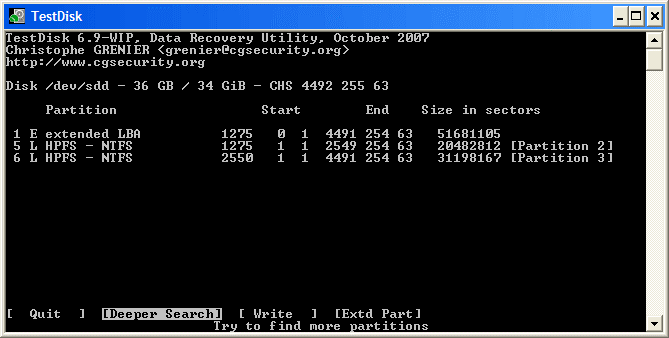 TestDisk
TestDisk 6.9-WIP, Data Recovery Utility, October 2007
Christophe GRENIER <grenier@cgsecurity.org>
http://www.cgsecurity.org
Disk /dev/sdd - 36 GB / 34 GiB - CHS 4492 255 63
Partition Start End Size in sectors
1 E extended LBA 1275 0 1 4491 254 63 51681105
5 L HPFS - NTFS 1275 1 1 2549 254 63 20482812 [Partition 2]
6 L HPFS - NTFS 2550 1 1 4491 254 63 31198167 [Partition 3]
[ Quit ] [Deeper Search] [ Write ] [Extd Part]
Try to find more partitions